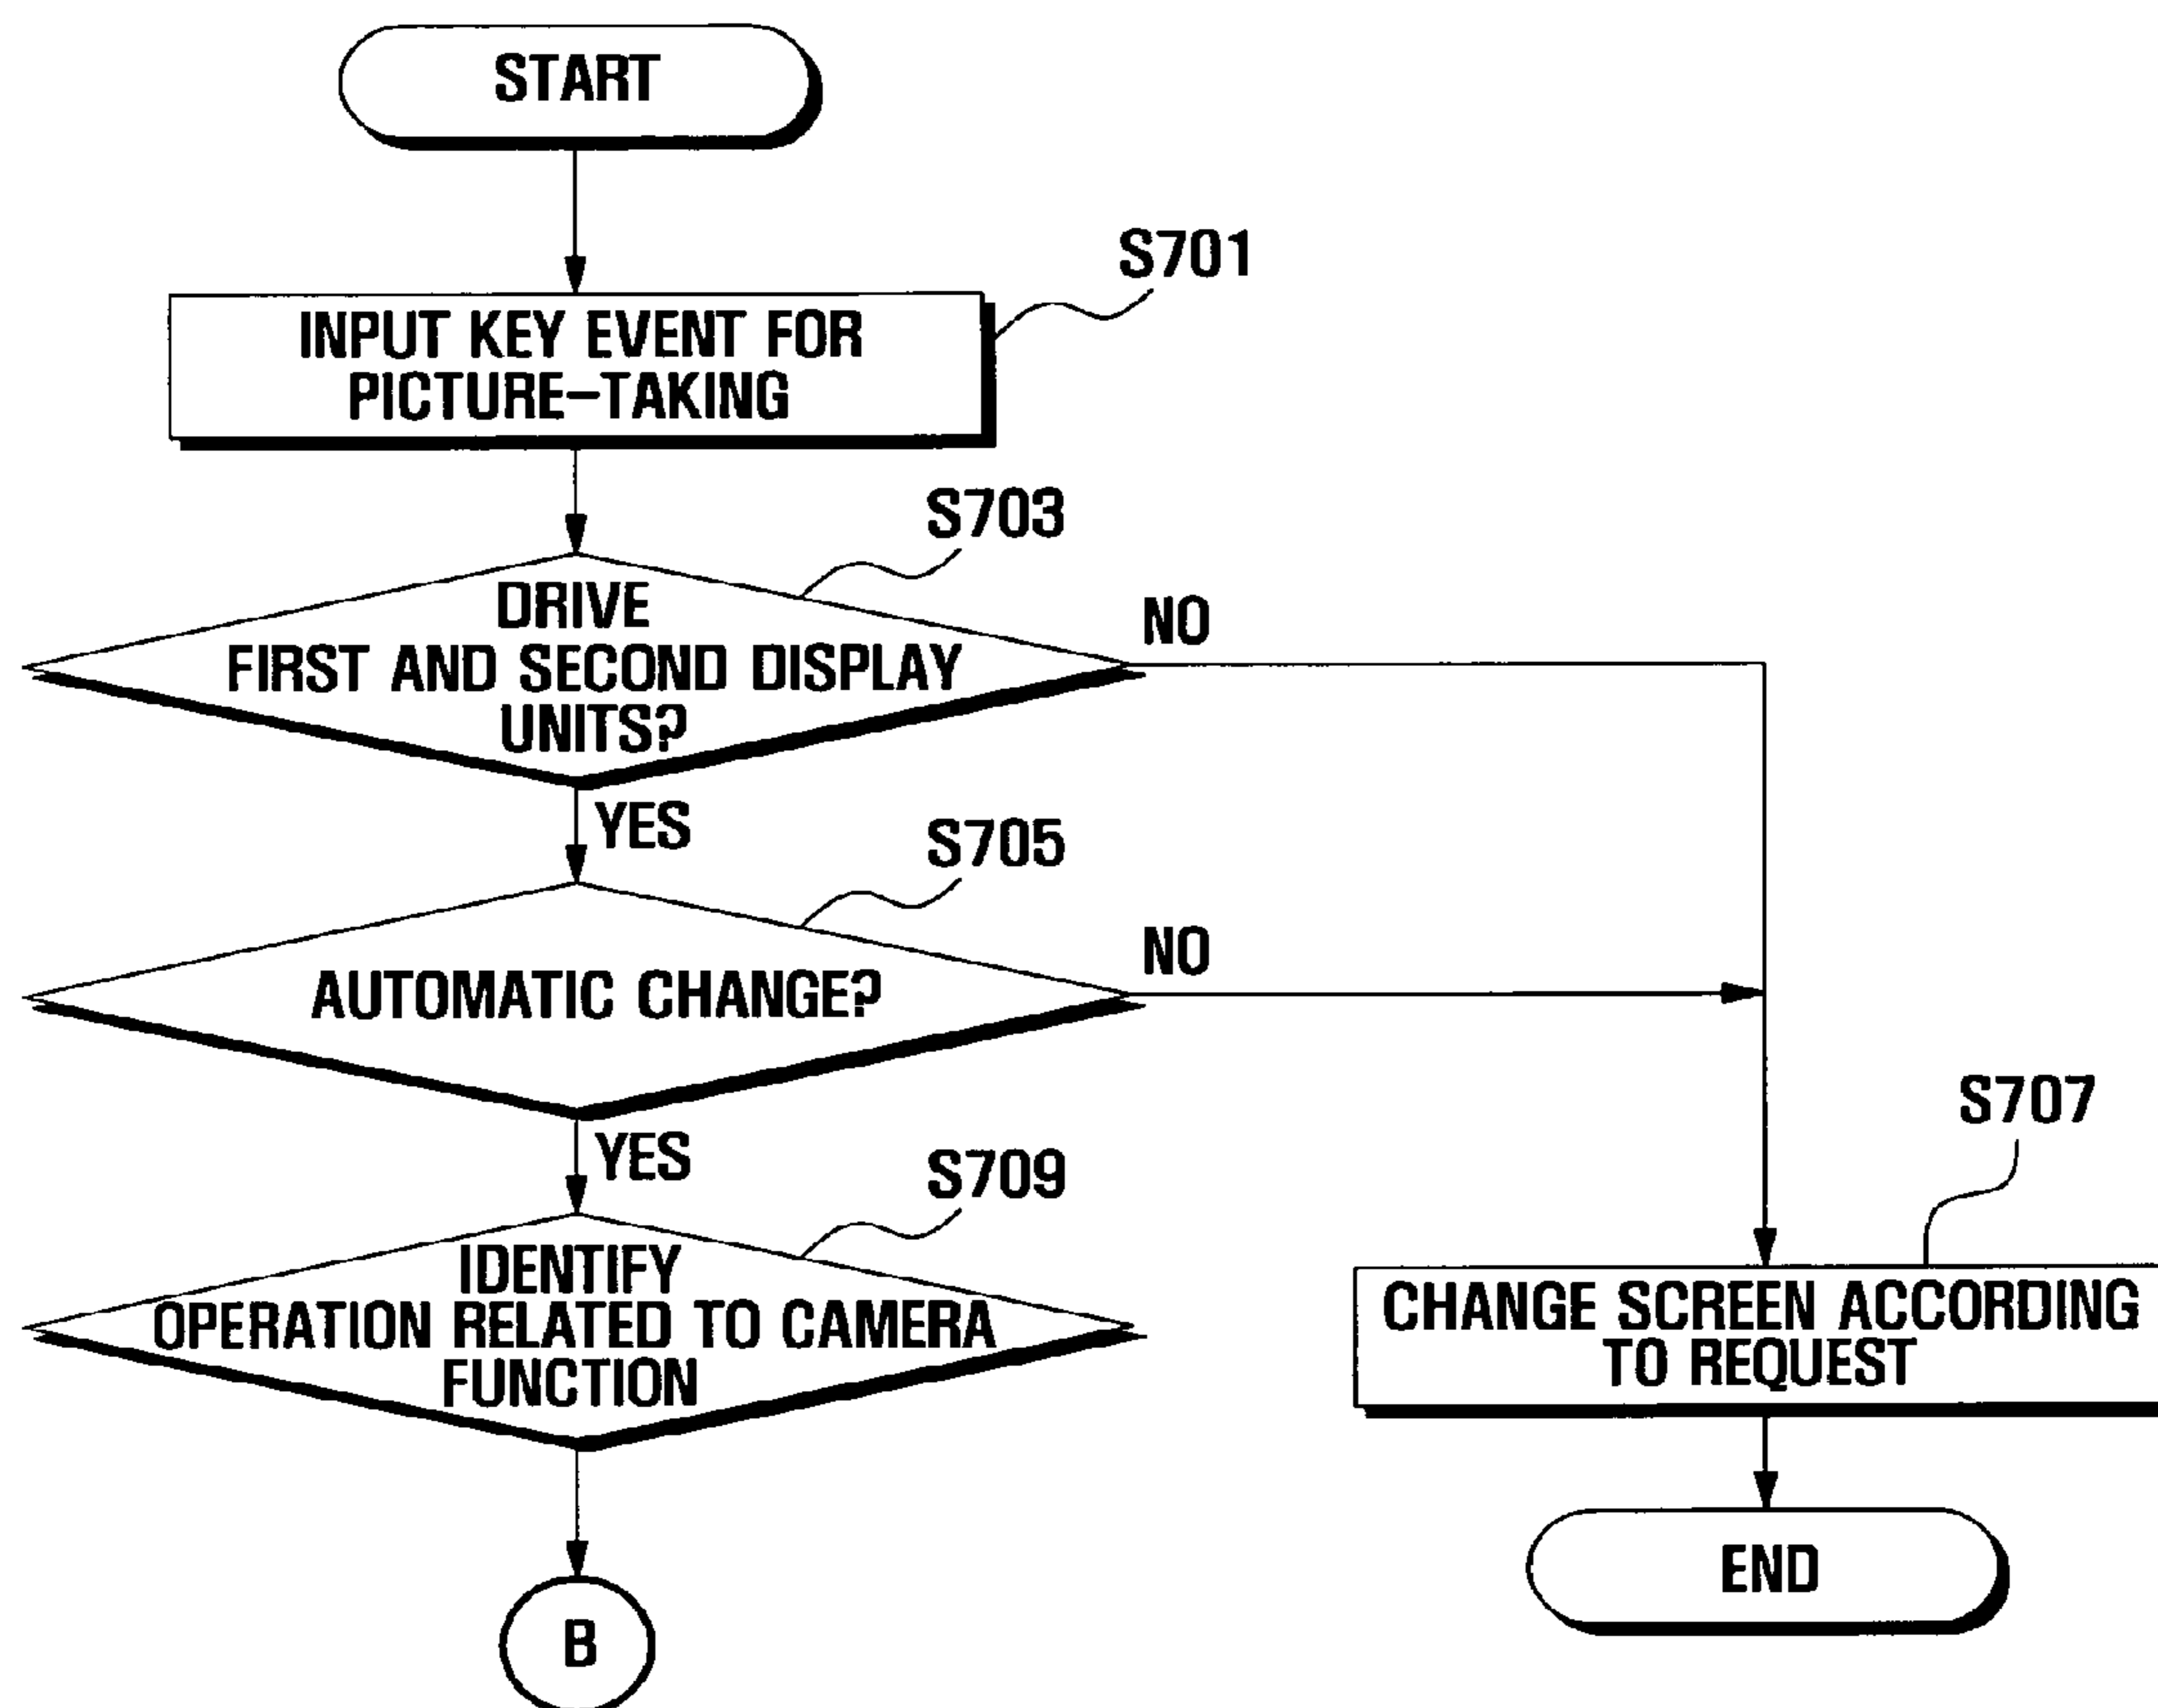 START
S701
INPUT KEY EVENT FOR
PICTURE-TAKING
S703
DRIVE
FIRST AND SECOND DISPLAY
UNITS?
NO
YES
S705
AUTOMATIC CHANGE?
NO
YES
S709
IDENTIFY
OPERATION RELATED TO CAMERA
FUNCTION
S707
CHANGE SCREEN ACCORDING
TO REQUEST
END
B